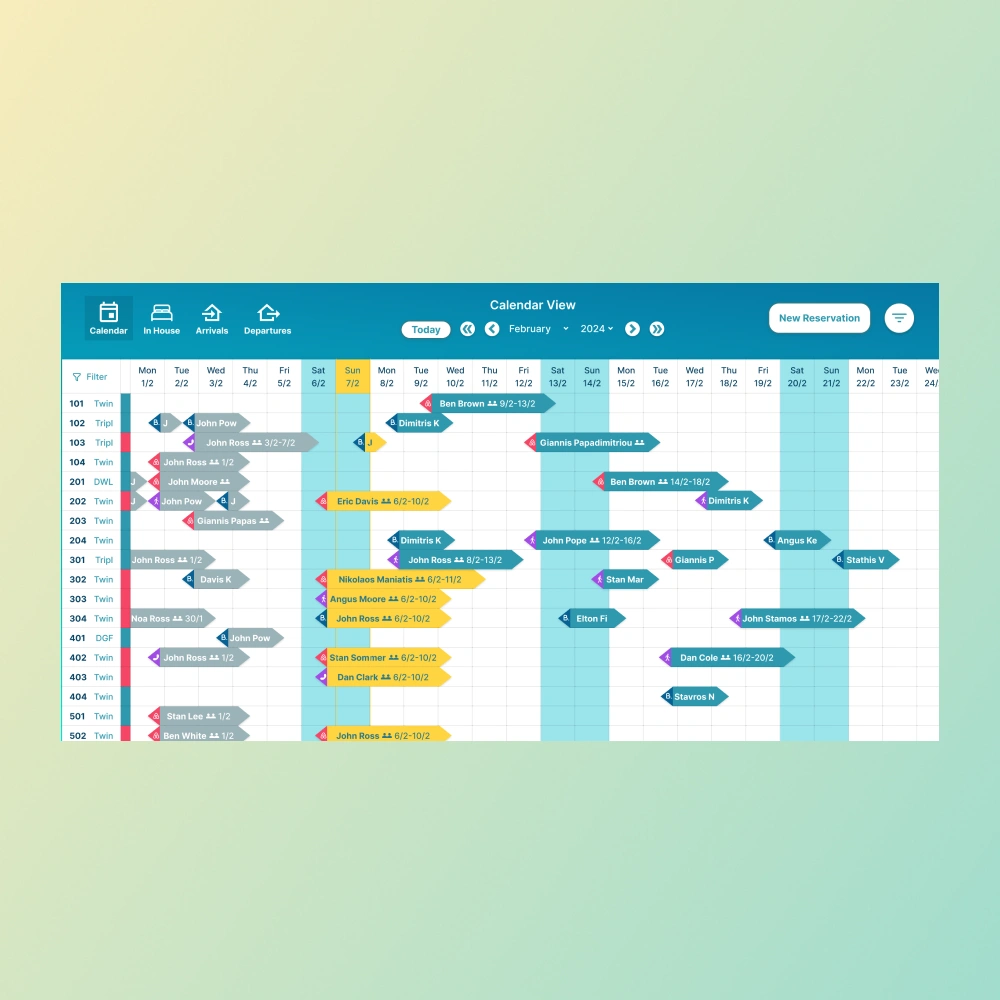 Calendar View
Calendar In House Arrivals Departures
Today February 2024
New Reservation
Filter
Mon Tue Wed Thu Fri Sat Sun Mon Tue Wed Thu Fri Sat Sun Mon Tue Wed Thu Fri Sat Sun Mon Tue We
1/2 2/2 3/2 4/2 5/2 6/2 7/2 8/2 9/2 10/2 11/2 12/2 13/2 14/2 15/2 16/2 17/2 18/2 19/2 20/2 21/2 22/2 23/2 24/
101 Twin Ben Brown 9/2-13/2
102 Tripl B. J B. John Pow B. Dimitris K
103 Tripl John Ross 3/2-7/2 B. J Giannis Papadimitriou
104 Twin John Ross 1/2
201 DWL J John Moore Ben Brown 14/2-18/2
202 Twin J John Pow B. J Eric Davis 6/2-10/2 Dimitris K
203 Twin Giannis Papas
204 Twin B. Dimitris K John Pope 12/2-16/2 B. Angus Ke
301 Tripl John Ross 1/2 John Ross 8/2-13/2 Giannis P B. Stathis V
302 Twin B. Davis K Nikolaos Maniatis 6/2-11/2 Stan Mar
303 Twin Angus Moore 6/2-10/2
304 Twin Noa Ross 30/1 B. John Ross 6/2-10/2 B. Elton Fi John Stamos 17/2-22/2
401 DGF B. John Pow
402 Twin John Ross 1/2 Stan Sommer 6/2-10/2 Dan Cole 16/2-20/2
403 Twin Dan Clark 6/2-10/2
404 Twin B. Stavros N
501 Twin Stan Lee 1/2
502 Twin Ben White 1/2 John Ross 6/2-10/2